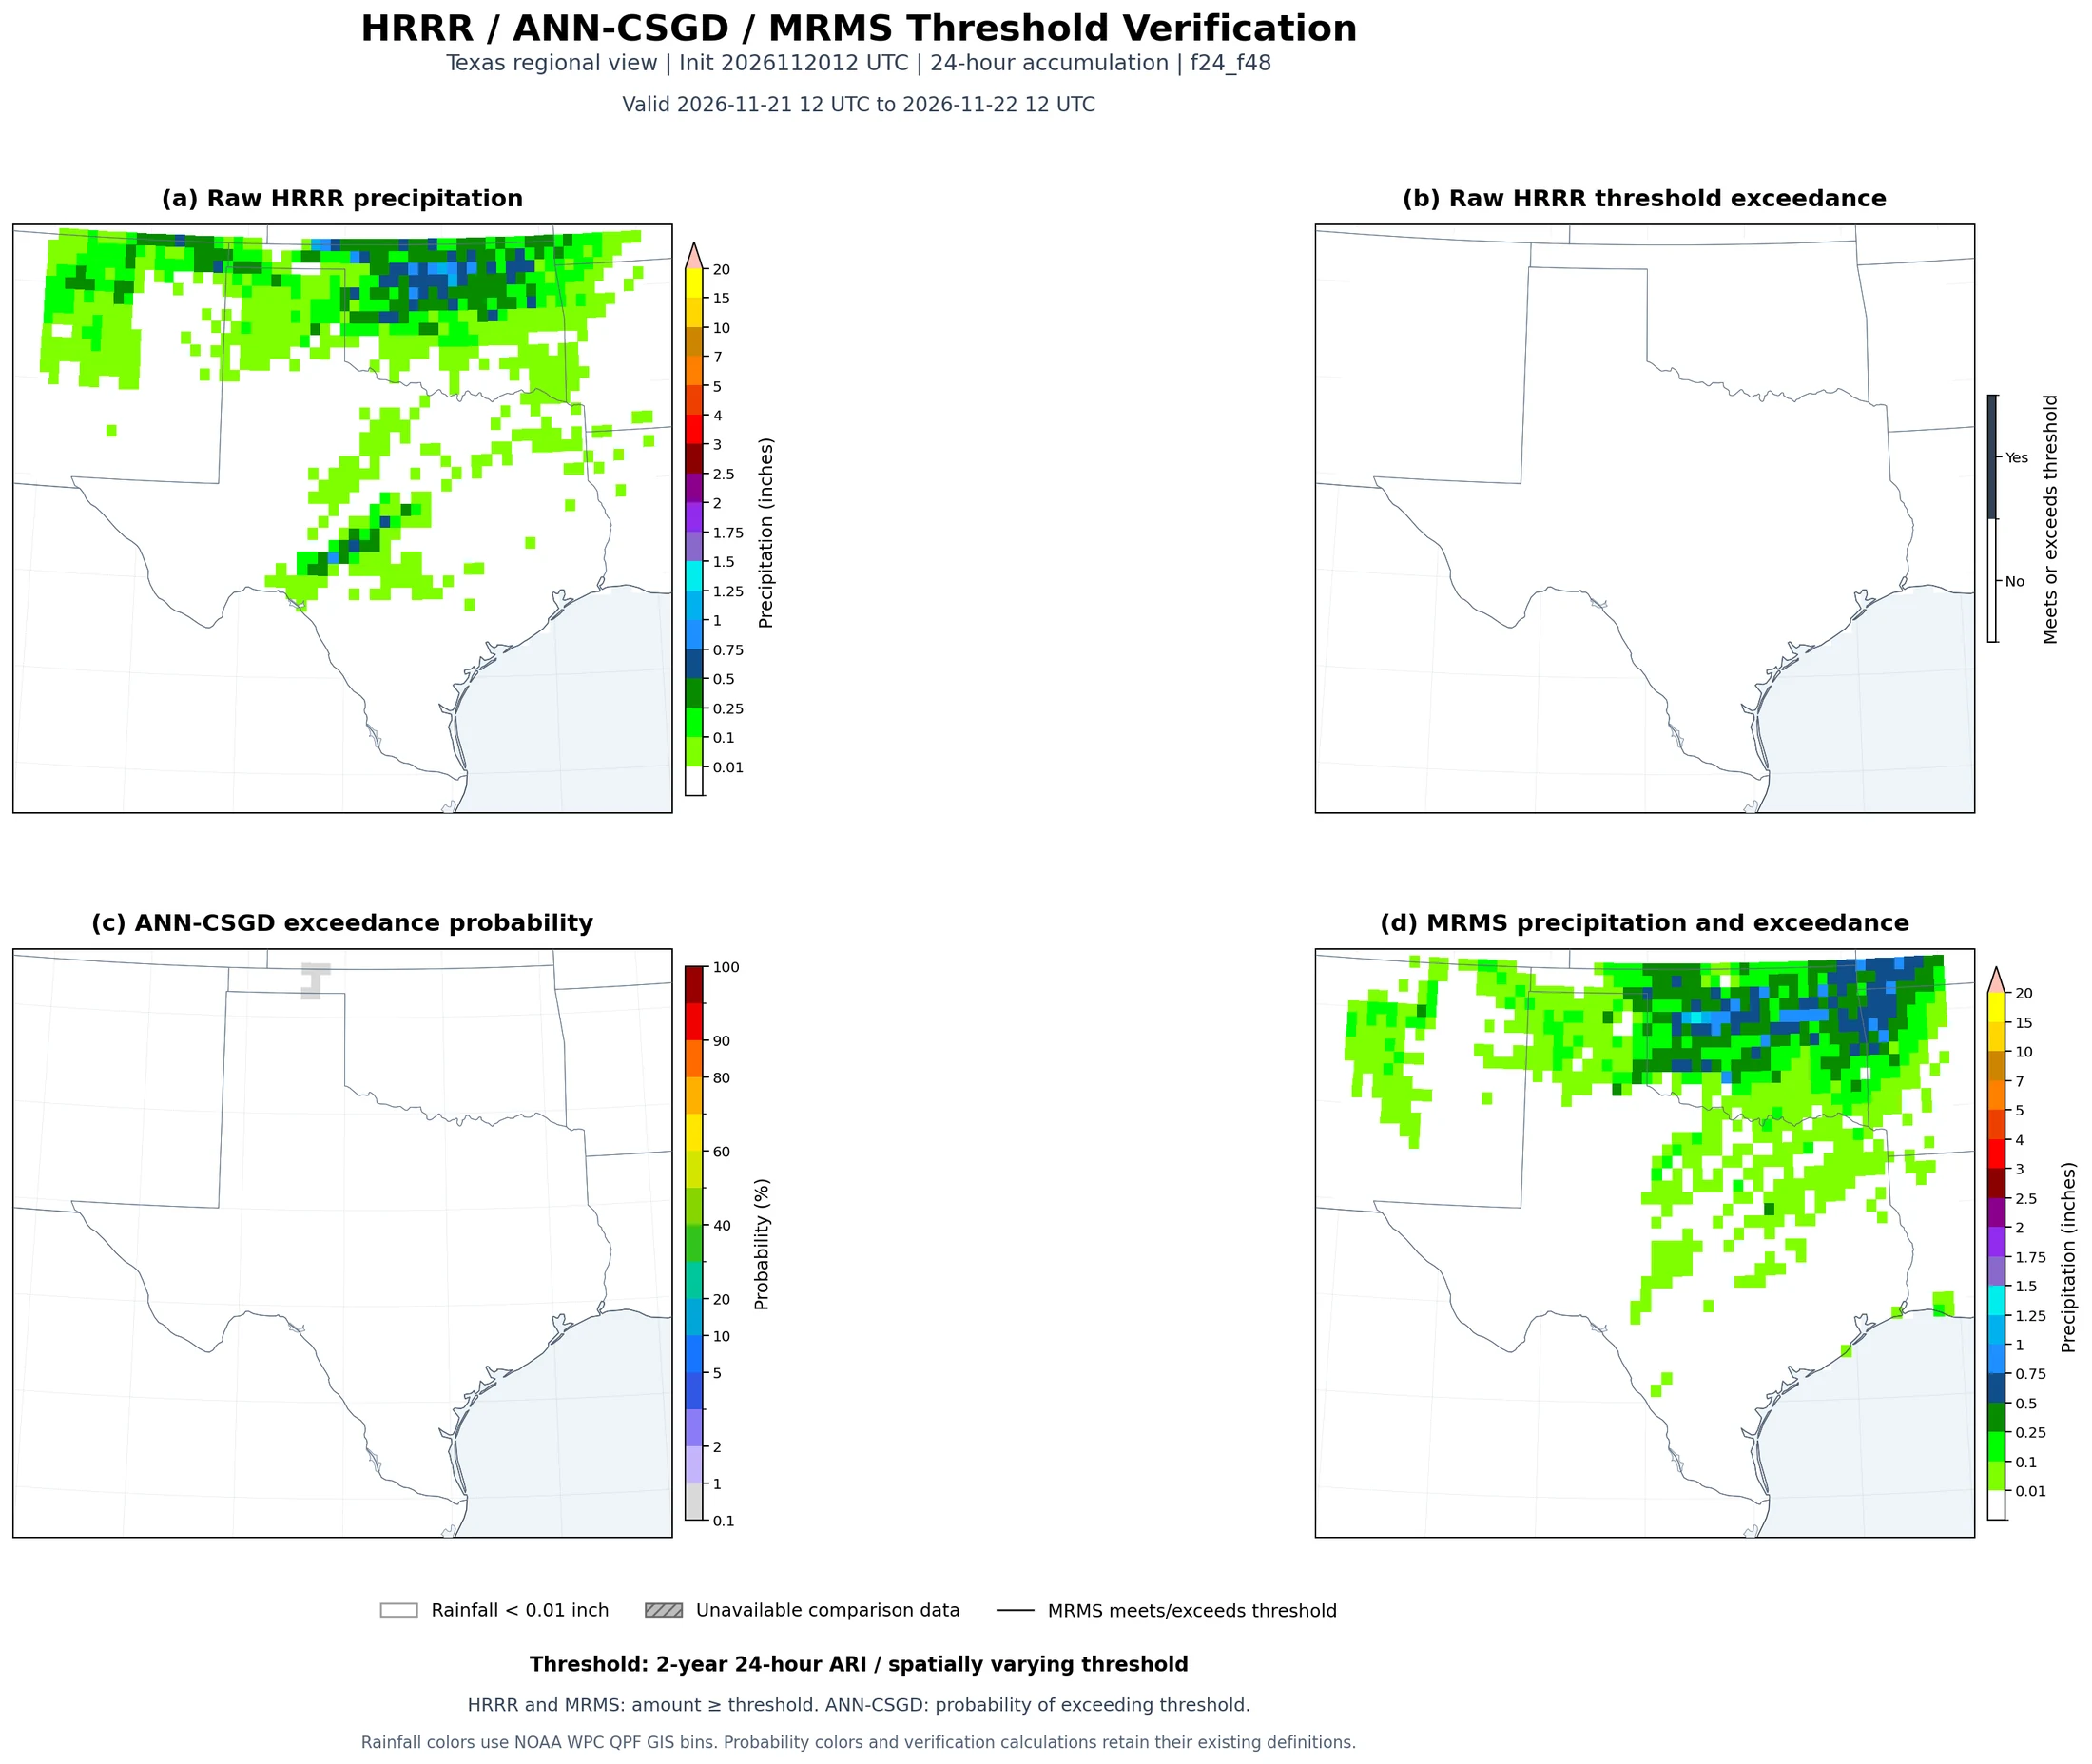 HRRR / ANN-CSGD / MRMS Threshold Verification
Texas regional view | Init 2026112012 UTC | 24-hour accumulation | f24_f48
Valid 2026-11-21 12 UTC to 2026-11-22 12 UTC
(a) Raw HRRR precipitation
20
15
10
7
5
4
3
2.5
2
1.75
1.5
1.25
1
0.75
0.5
0.25
0.1
0.01
Precipitation (inches)
(b) Raw HRRR threshold exceedance
Yes
No
Meets or exceeds threshold
(c) ANN-CSGD exceedance probability
100
90
80
60
40
20
10
5
2
1
0.1
Probability (%)
(d) MRMS precipitation and exceedance
20
15
10
7
5
4
3
2.5
2
1.75
1.5
1.25
1
0.75
0.5
0.25
0.1
0.01
Precipitation (inches)
Rainfall < 0.01 inch
Unavailable comparison data
MRMS meets/exceeds threshold
Threshold: 2-year 24-hour ARI / spatially varying threshold
HRRR and MRMS: amount ≥ threshold. ANN-CSGD: probability of exceeding threshold.
Rainfall colors use NOAA WPC QPF GIS bins. Probability colors and verification calculations retain their existing definitions.